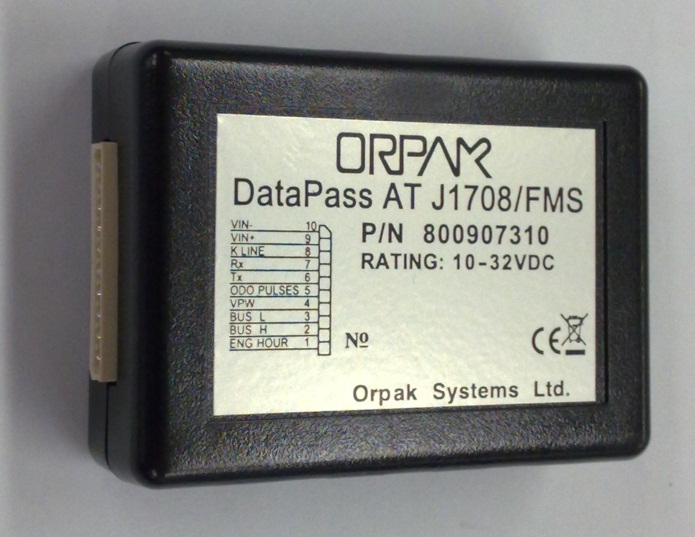 ORPAK
DataPass AT J1708/FMS
VIN- 10
VIN+ 9
K LINE 8
Rx 7
Tx 6
ODO PULSES 5
VPW 4
BUS L 3
BUS H 2
ENG HOUR 1
P/N 800907310
RATING: 10-32VDC
Nº
CE
Orpak Systems Ltd.